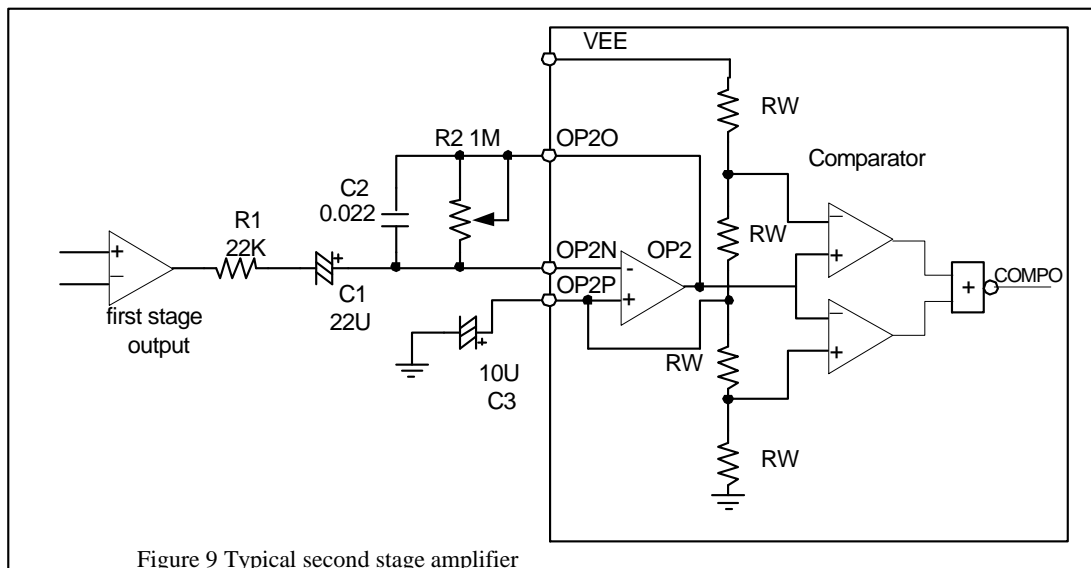 VEE
RW
R2 1M
OP2O
Comparator
C2
0.022
R1
22K
RW
OP2N
OP2
OP2P
C1
22U
first stage
output
COMPO
RW
10U
C3
RW
Figure 9 Typical second stage amplifier